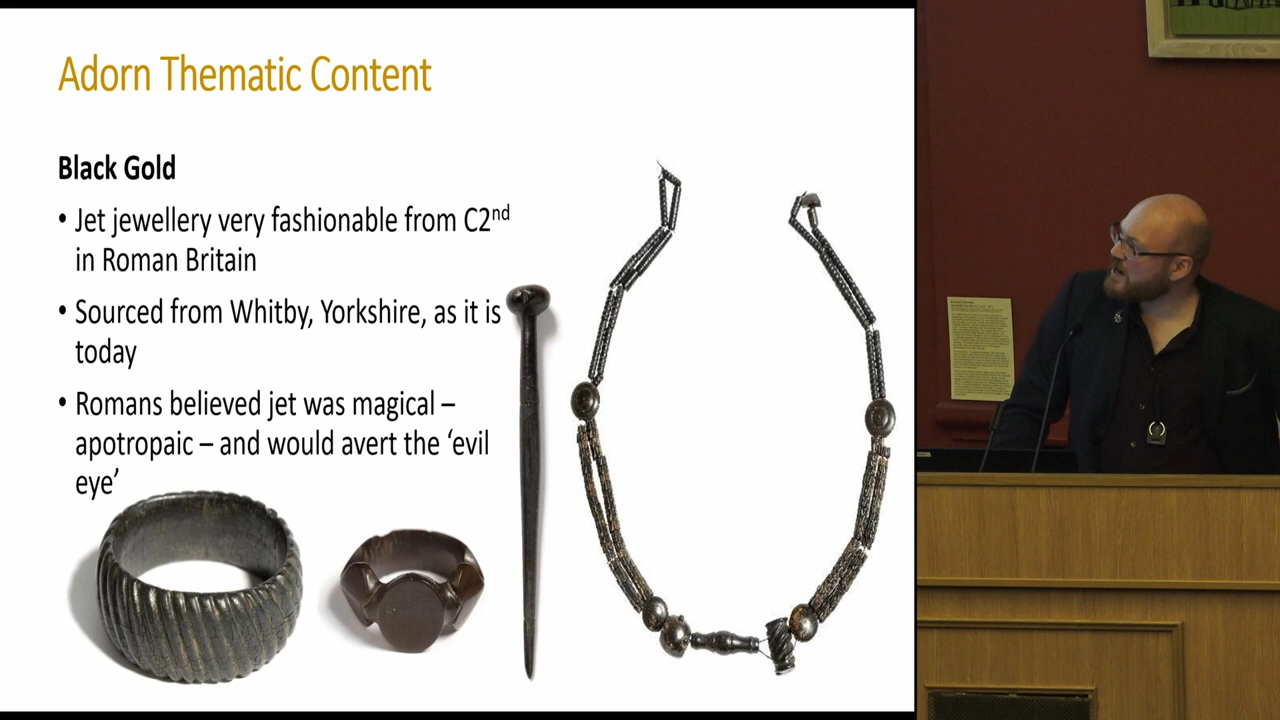 Adorn Thematic Content
Black Gold
• Jet jewellery very fashionable from C2nd
in Roman Britain
• Sourced from Whitby, Yorkshire, as it is
today
• Romans believed jet was magical –
apotropaic – and would avert the ‘evil
eye’